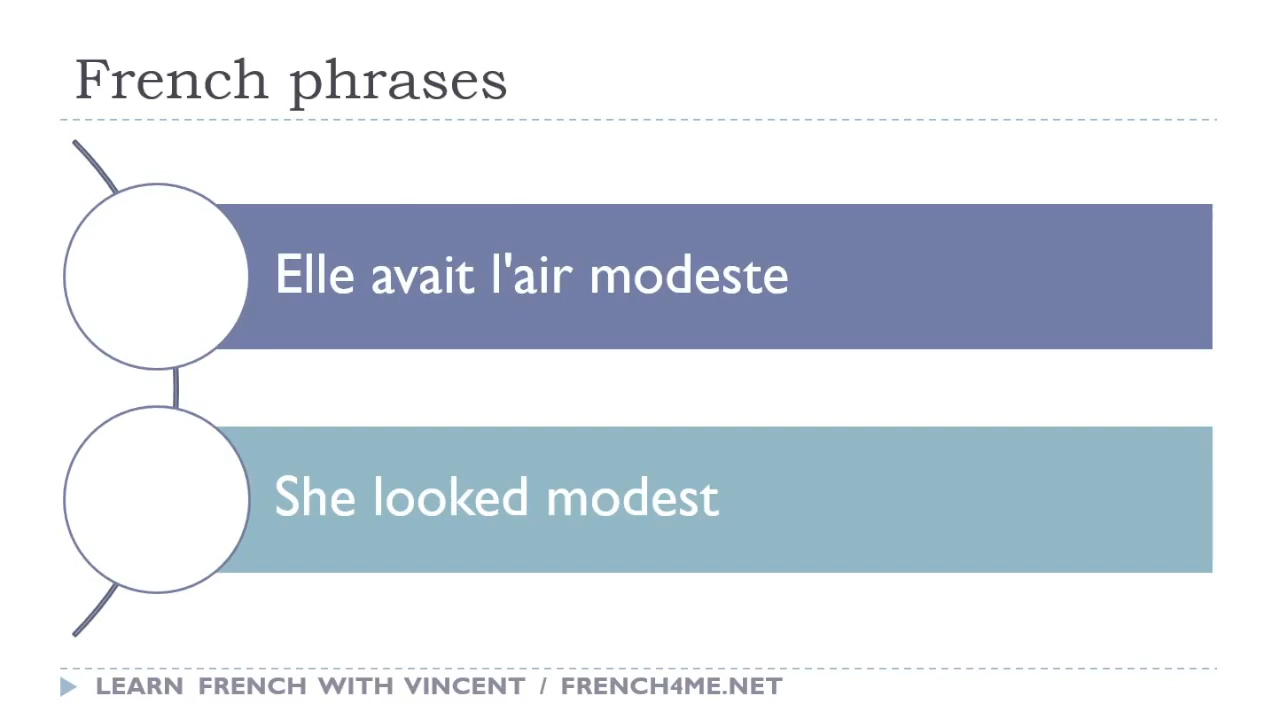 French phrases
Elle avait l'air modeste
She looked modest
LEARN FRENCH WITH VINCENT / FRENCH4ME.NET